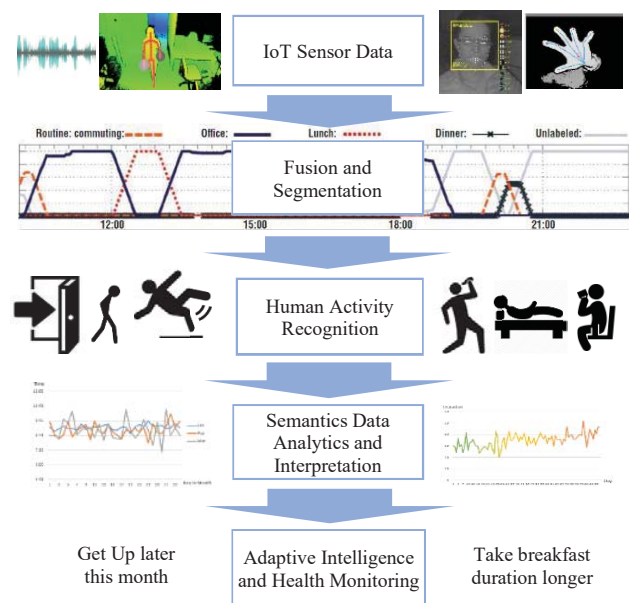 IoT Sensor Data
Routine: commuting: Office: Lunch: Dinner: Unlabeled:
Fusion and
Segmentation
12:00 15:00 18:00 21:00
Human Activity
Recognition
Time
Semantics Data
Analytics and
Interpretation
Get Up later
this month
Adaptive Intelligence
and Health Monitoring
Take breakfast
duration longer